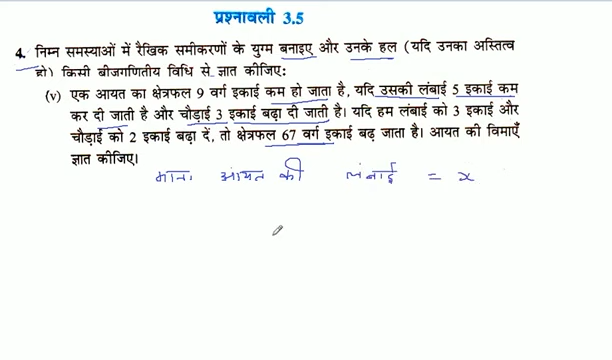 प्रश्नावली 3.5
4. निम्न समस्याओं में रैखिक समीकरणों के युग्म बनाइए और उनके हल (यदि उनका अस्तित्व
हो) किसी बीजगणितीय विधि से ज्ञात कीजिए:
(v) एक आयत का क्षेत्रफल 9 वर्ग इकाई कम हो जाता है, यदि उसकी लंबाई 5 इकाई कम
कर दी जाती है और चौड़ाई 3 इकाई बढ़ा दी जाती है। यदि हम लंबाई को 3 इकाई और
चौड़ाई को 2 इकाई बढ़ा दें, तो क्षेत्रफल 67 वर्ग इकाई बढ़ जाता है। आयत की विमाएँ
ज्ञात कीजिए।
माना आयत की लंबाई = x